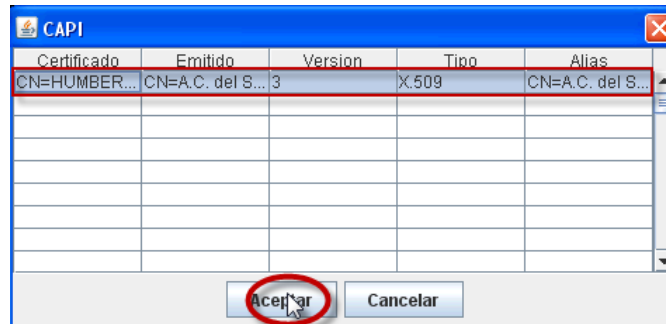 CAPI
Certificado Emitido Version Tipo Alias
CN=HUMBER... CN=A.C. del S... 3 X.509 CN=A.C. del S...
Aceptar Cancelar